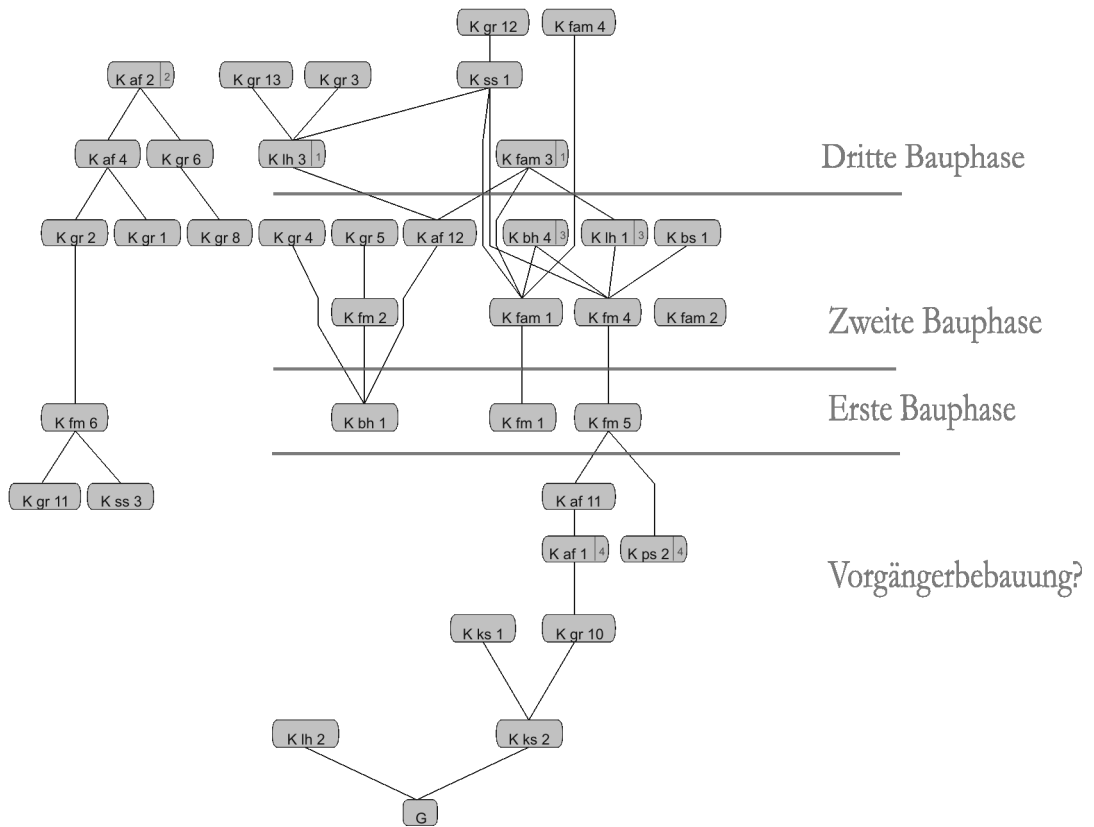 K gr 12
K fam 4
K af 2 2
K gr 13
K gr 3
K ss 1
K af 4
K gr 6
K lh 3 1
K fam 3 1
Dritte Bauphase
K gr 2
K gr 1
K gr 8
K gr 4
K gr 5
K af 12
K bh 4 3
K lh 1 3
K bs 1
K fm 2
K fam 1
K fm 4
K fam 2
Zweite Bauphase
K fm 6
K bh 1
K fm 1
K fm 5
Erste Bauphase
K gr 11
K ss 3
K af 11
K af 1 4
K ps 2 4
Vorgängerbebauung?
K ks 1
K gr 10
K lh 2
K ks 2
G